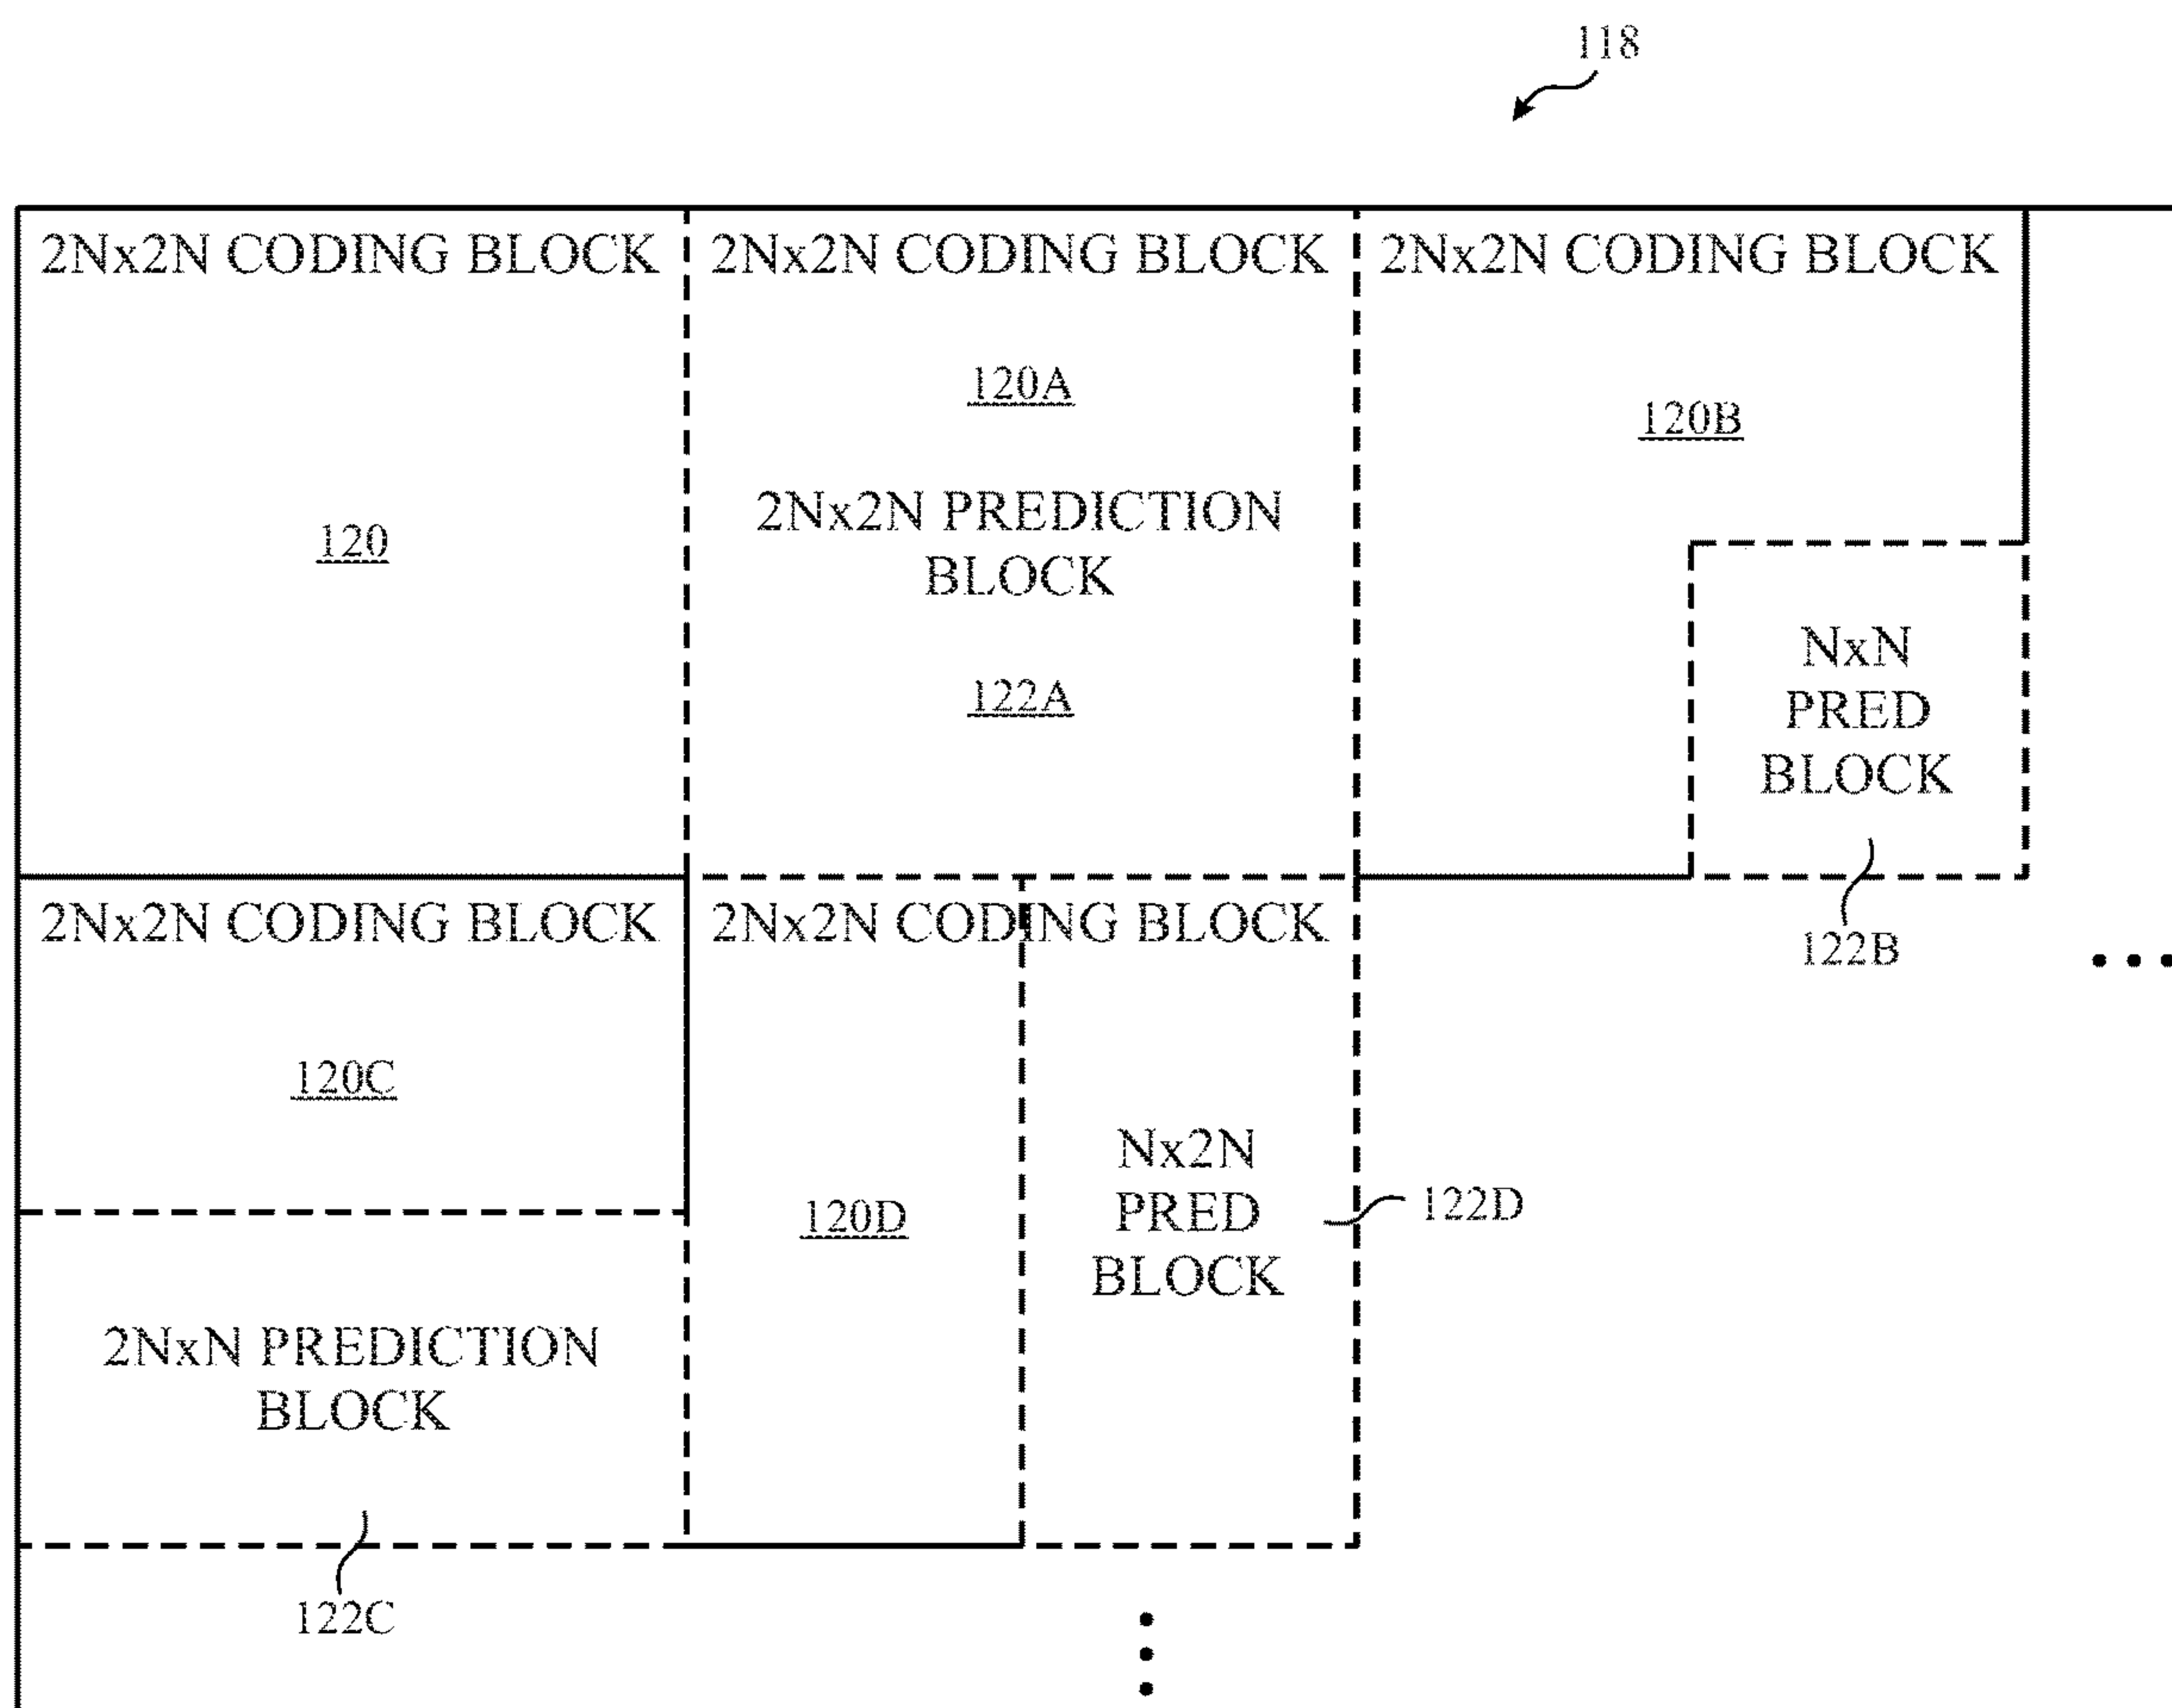 118
2Nx2N CODING BLOCK
120
2Nx2N CODING BLOCK
120A
2Nx2N PREDICTION
BLOCK
122A
2Nx2N CODING BLOCK
120B
NxN
PRED
BLOCK
122B
2Nx2N CODING BLOCK
120C
2NxN PREDICTION
BLOCK
122C
2Nx2N CODING BLOCK
120D
Nx2N
PRED
BLOCK
122D